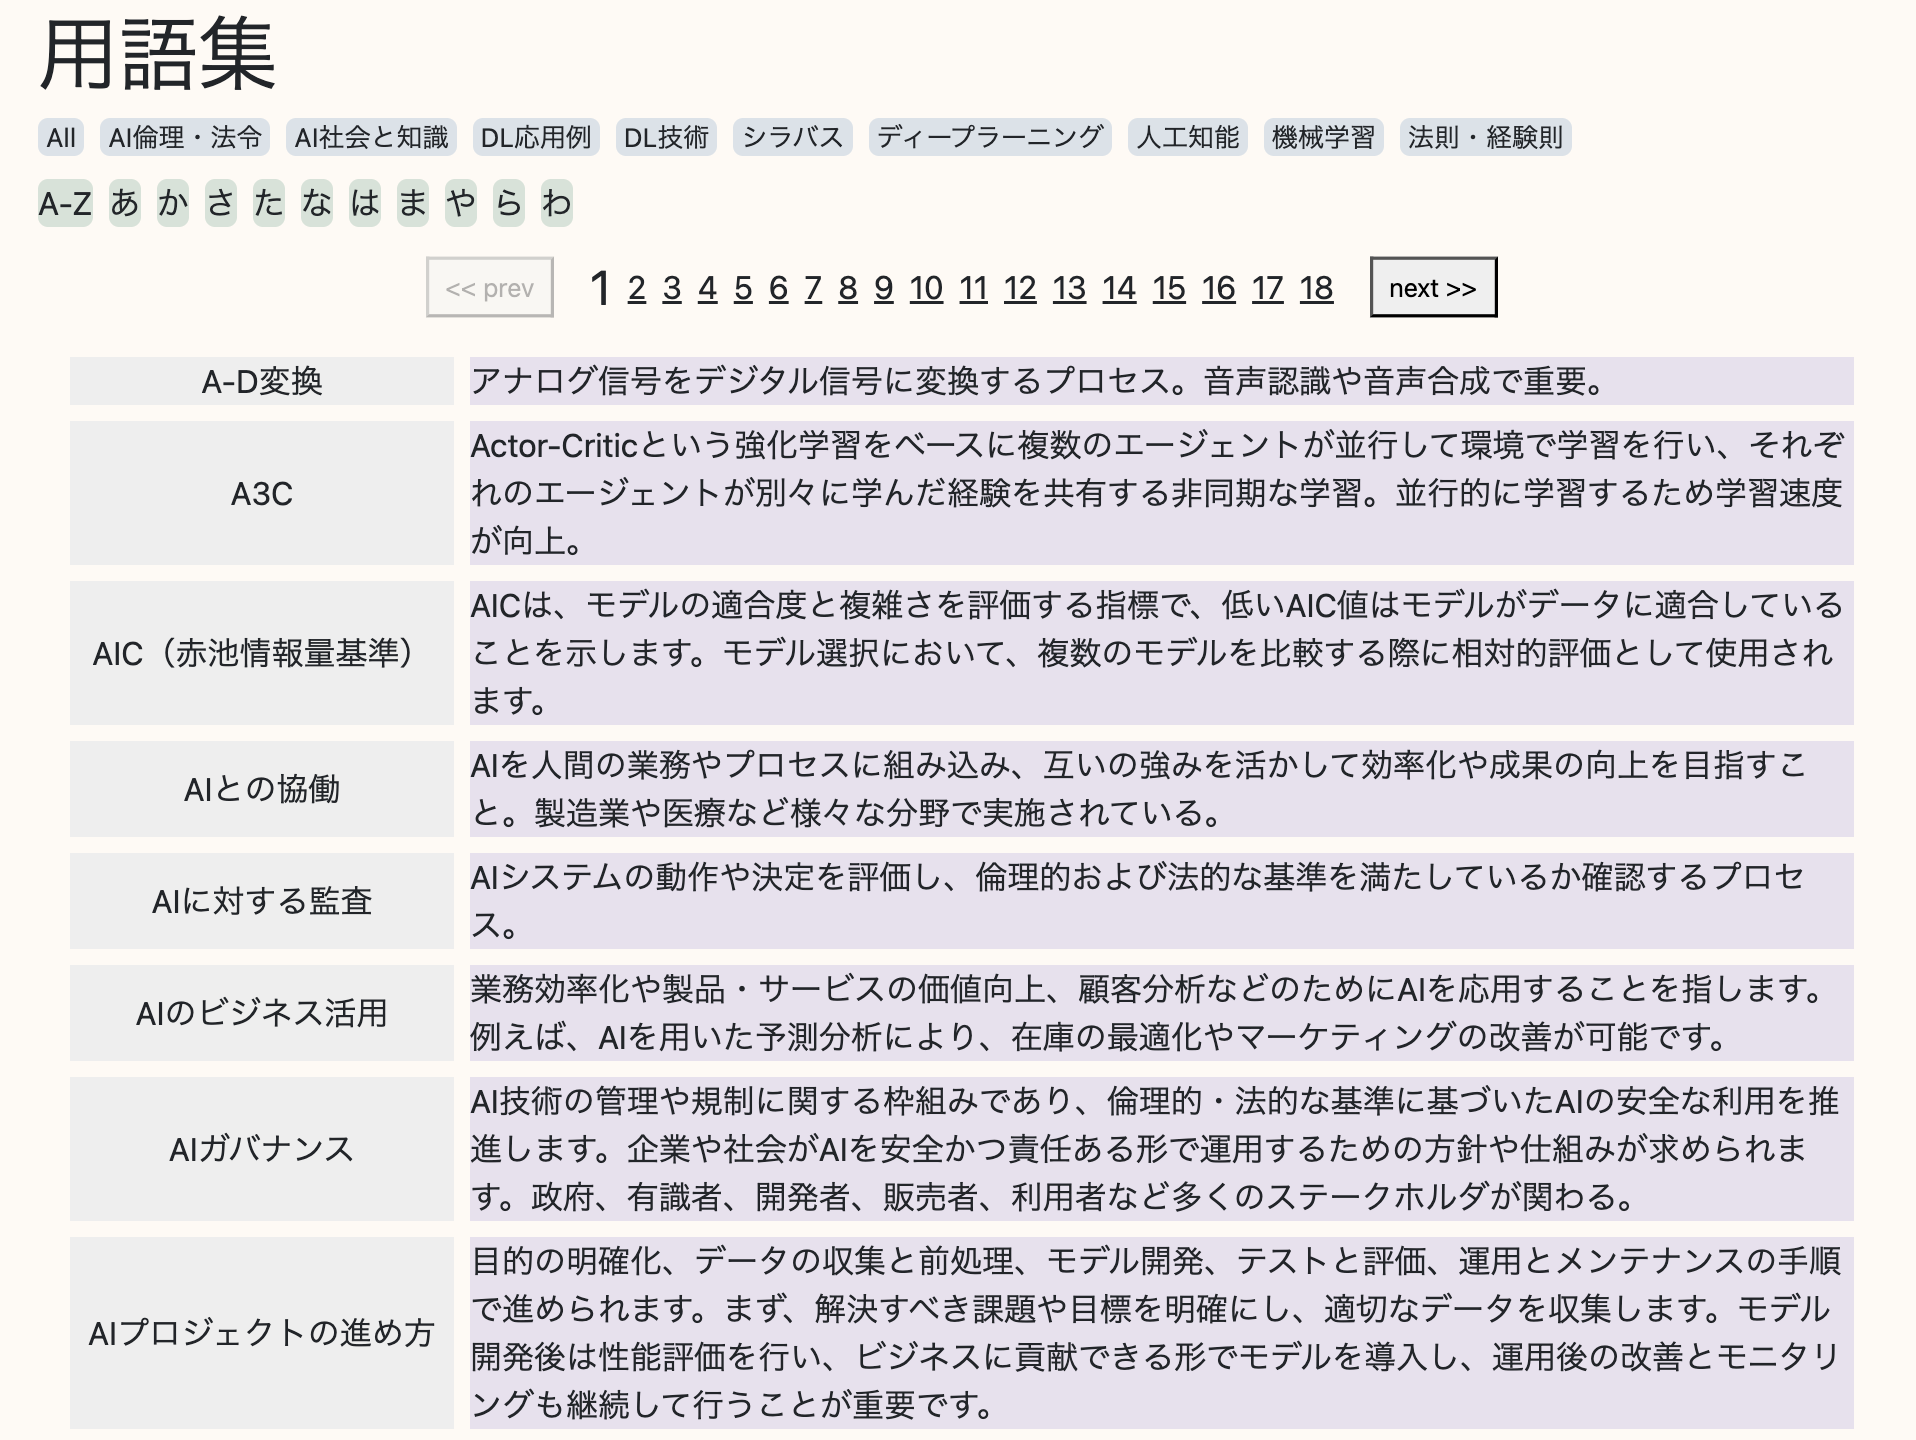 用語集
All AI倫理・法令 AI社会と知識 DL応用例 DL技術 シラバス ディープラーニング 人工知能 機械学習 法則・経験則
A-Z あ か さ た な は ま や ら わ
<< prev 1 2 3 4 5 6 7 8 9 10 11 12 13 14 15 16 17 18 next >>
A-D変換
アナログ信号をデジタル信号に変換するプロセス。音声認識や音声合成で重要。
A3C
Actor-Criticという強化学習をベースに複数のエージェントが並行して環境で学習を行い、それぞ
れのエージェントが別々に学んだ経験を共有する非同期な学習。並行的に学習するため学習速度
が向上。
AIC（赤池情報量基準）
AICは、モデルの適合度と複雑さを評価する指標で、低いAIC値はモデルがデータに適合している
ことを示します。モデル選択において、複数のモデルを比較する際に相対的評価として使用され
ます。
AIとの協働
AIを人間の業務やプロセスに組み込み、互いの強みを活かして効率化や成果の向上を目指すこ
と。製造業や医療など様々な分野で実施されている。
AIに対する監査
AIシステムの動作や決定を評価し、倫理的および法的な基準を満たしているか確認するプロセ
ス。
AIのビジネス活用
業務効率化や製品・サービスの価値向上、顧客分析などのためにAIを応用することを指します。
例えば、AIを用いた予測分析により、在庫の最適化やマーケティングの改善が可能です。
AIガバナンス
AI技術の管理や規制に関する枠組みであり、倫理的・法的な基準に基づいたAIの安全な利用を推
進します。企業や社会がAIを安全かつ責任ある形で運用するための方針や仕組みが求められま
す。政府、有識者、開発者、販売者、利用者など多くのステークホルダが関わる。
AIプロジェクトの進め方
目的の明確化、データの収集と前処理、モデル開発、テストと評価、運用とメンテナンスの手順
で進められます。まず、解決すべき課題や目標を明確にし、適切なデータを収集します。モデル
開発後は性能評価を行い、ビジネスに貢献できる形でモデルを導入し、運用後の改善とモニタリ
ングも継続して行うことが重要です。